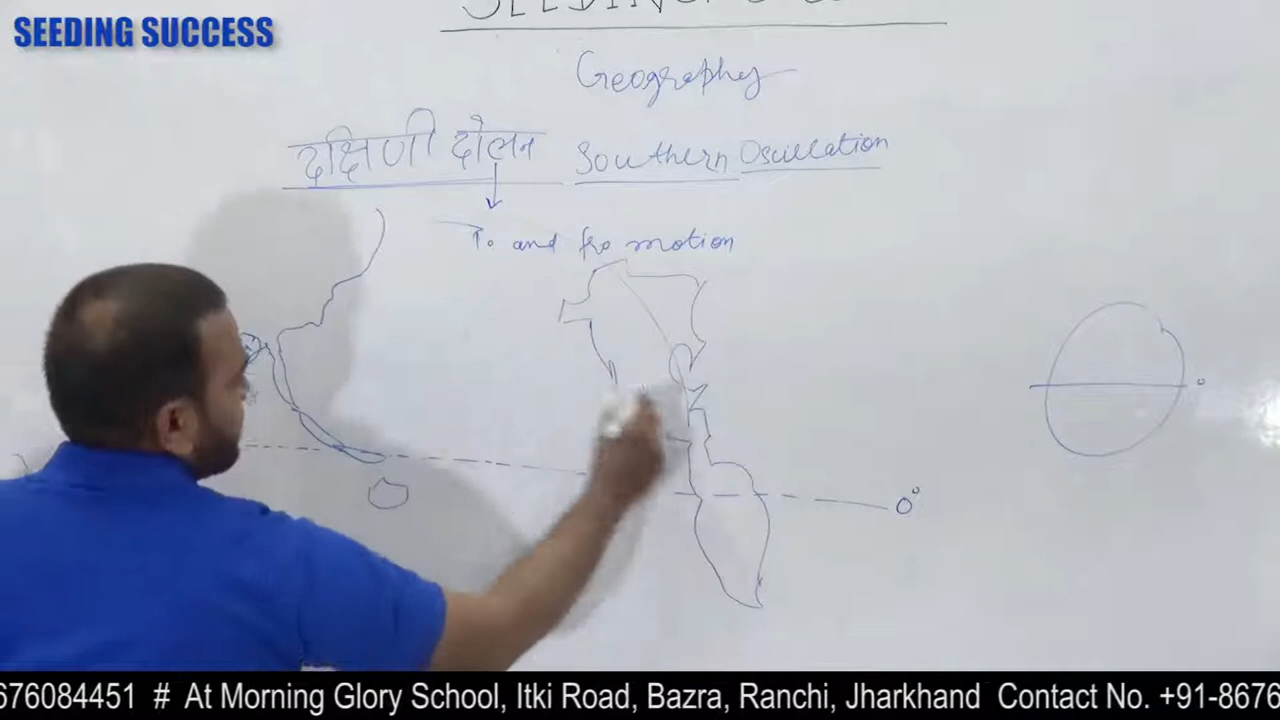 SEEDING SUCCESS
Geography
दक्षिणी दोलन Southern Oscillation
To and fro motion
0°
676084451 # At Morning Glory School, Itki Road, Bazra, Ranchi, Jharkhand Contact No. +91-8676